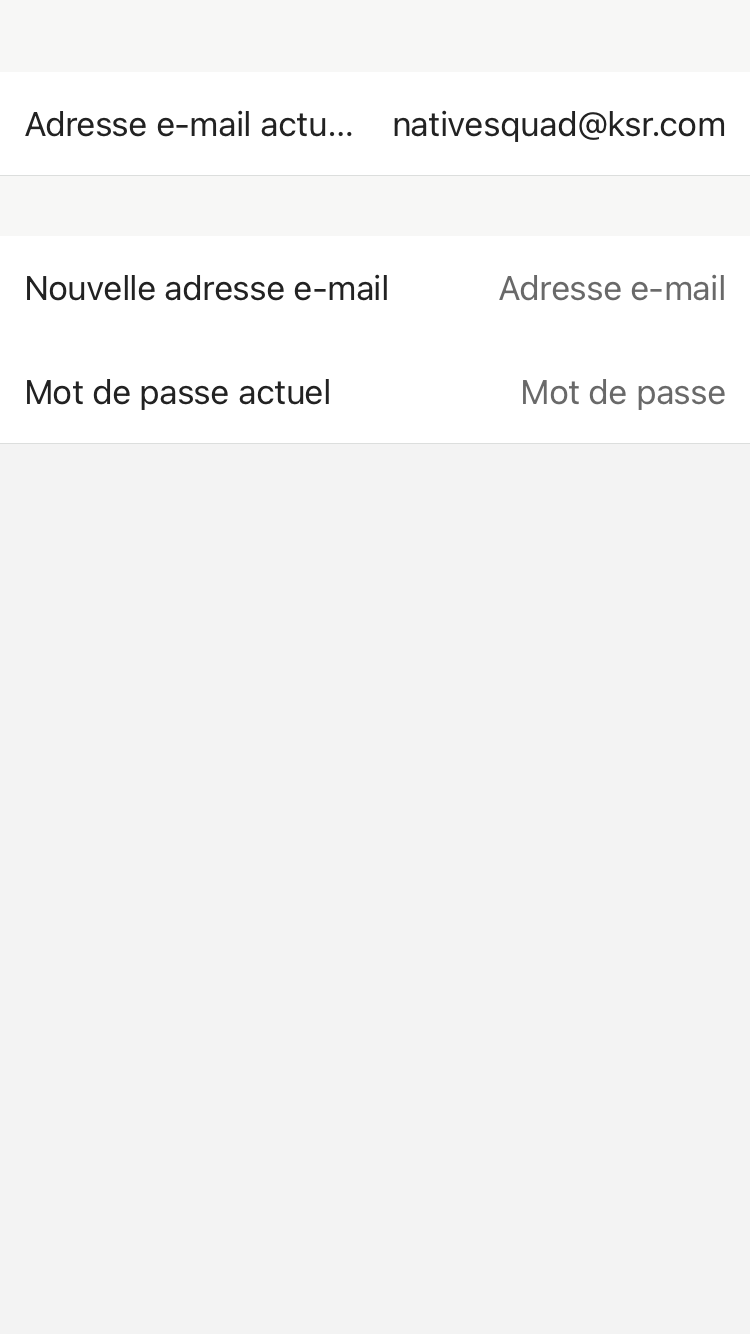 Adresse e-mail actu... nativesquad@ksr.com
Nouvelle adresse e-mail Adresse e-mail
Mot de passe actuel Mot de passe